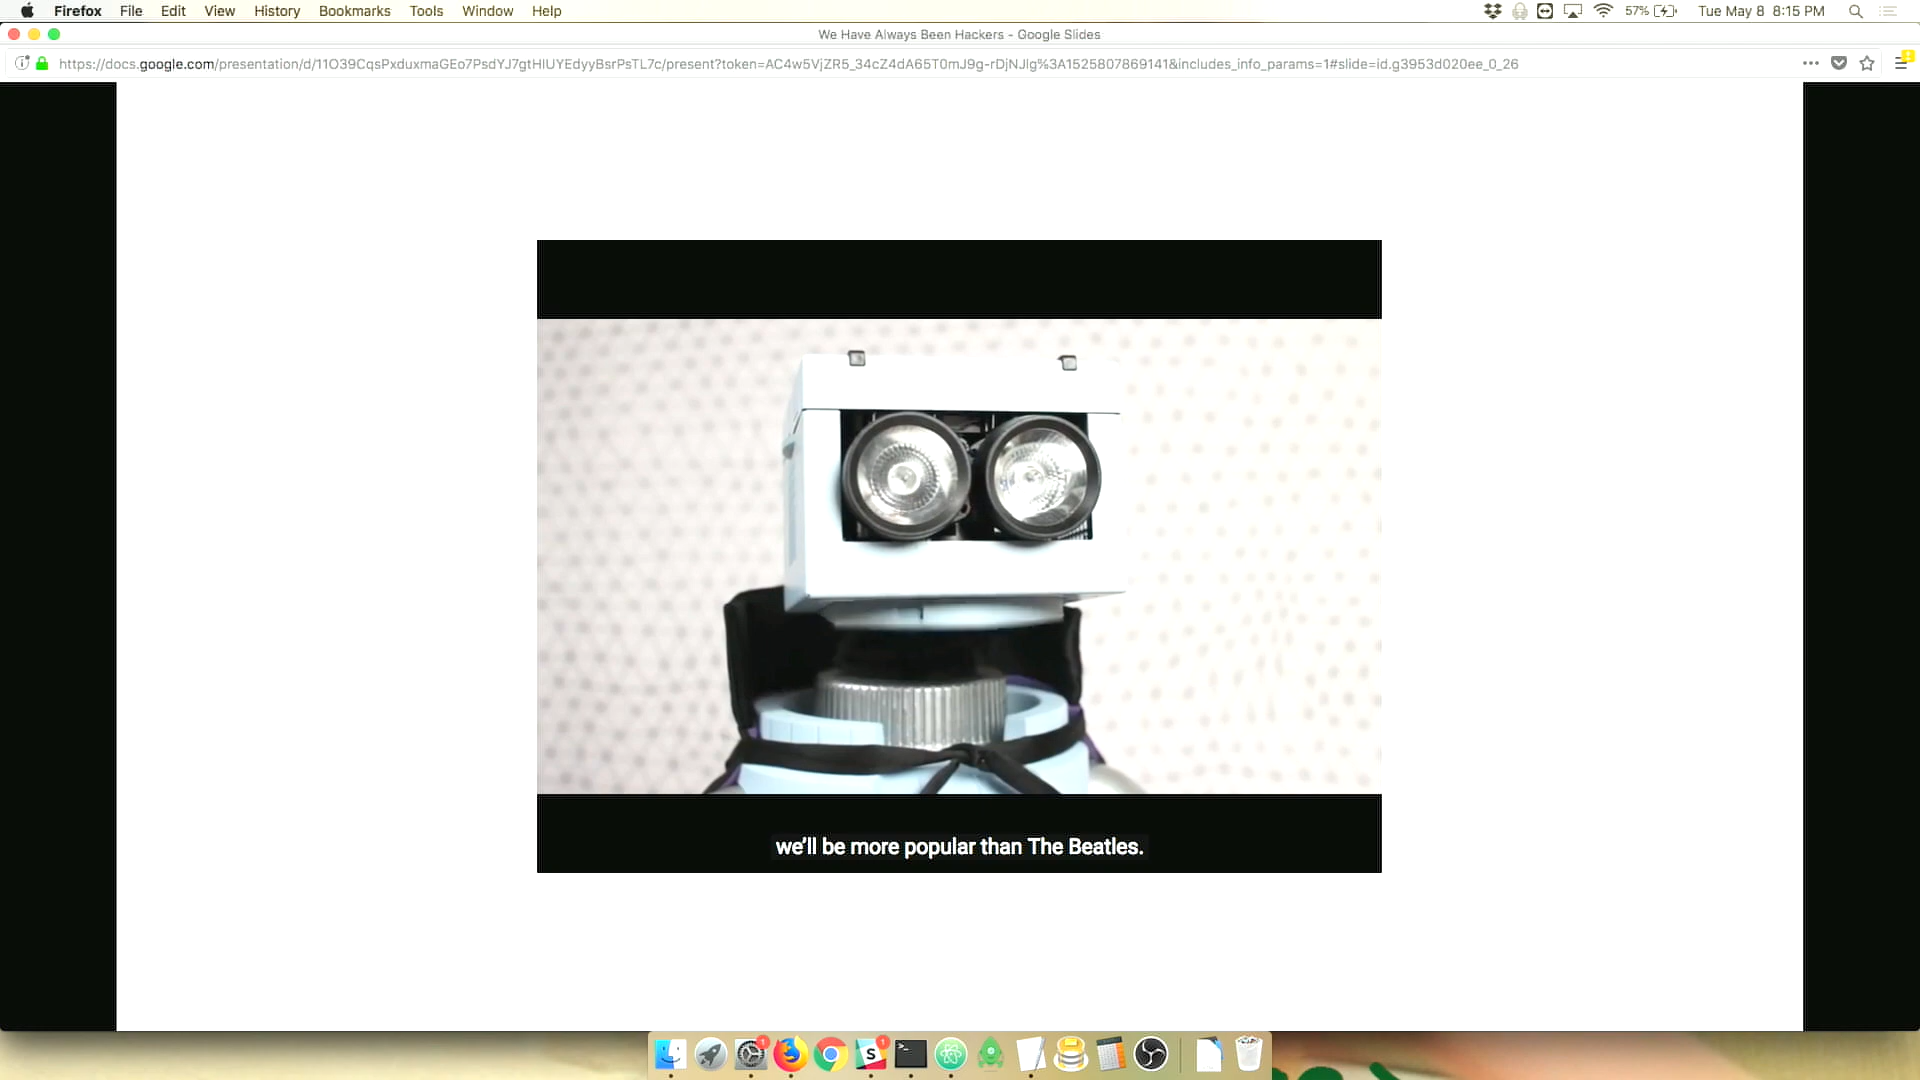 Firefox File Edit View History Bookmarks Tools Window Help 57% Tue May 8 8:15 PM
We Have Always Been Hackers - Google Slides
https://docs.google.com/presentation/d/11O39CqsPxduxmaGEo7PsdYJ7gtHIUYEdyyBsrPsTL7c/present?token=AC4w5VjZR5_34cZ4dA65T0mJ9g-rDjNJlg%3A1525807869141&includes_info_params=1#slide=id.g3953d020ee_0_26
we'll be more popular than The Beatles.
1 1
S